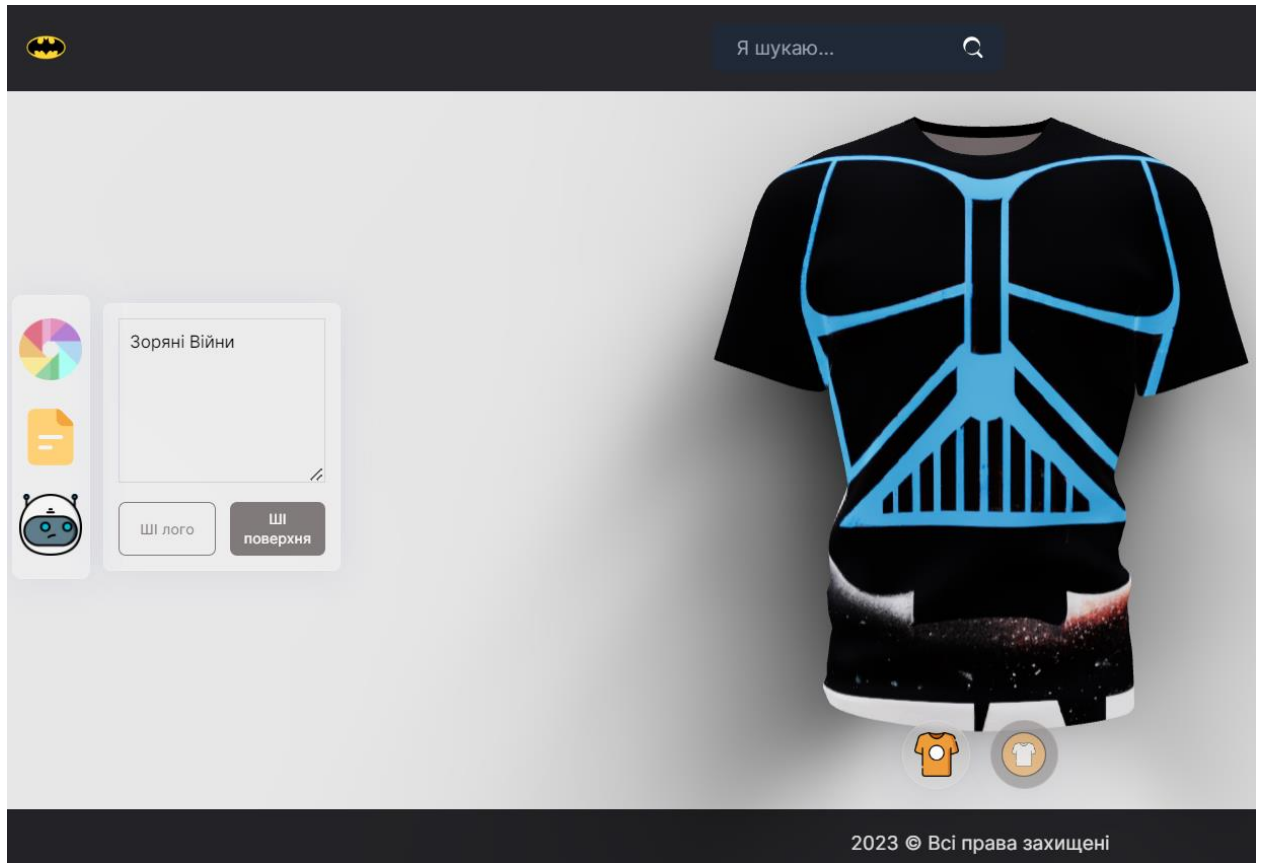 Я шукаю...
Зоряні Війни
ШІ лого
ШІ
поверхня
2023 © Всі права захищені